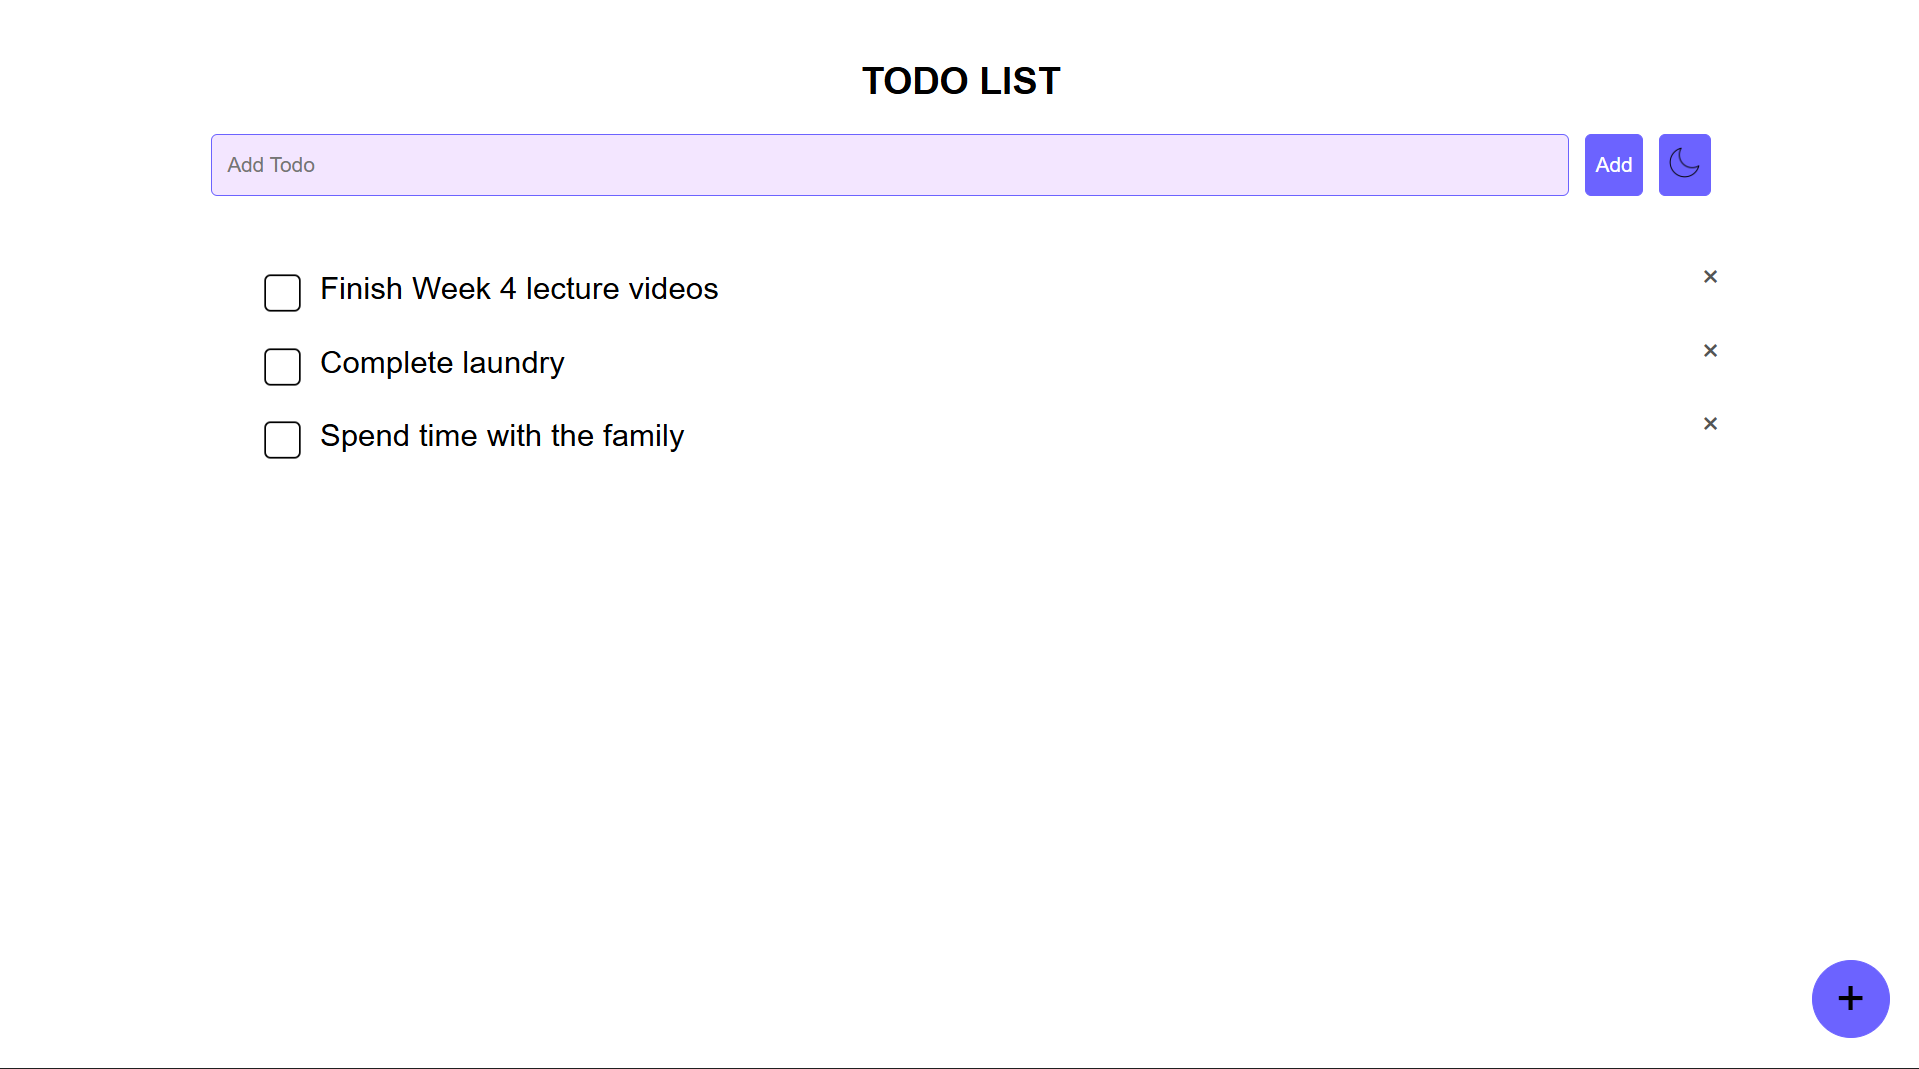 TODO LIST
Add Todo
Add
Finish Week 4 lecture videos
×
Complete laundry
×
Spend time with the family
×
+